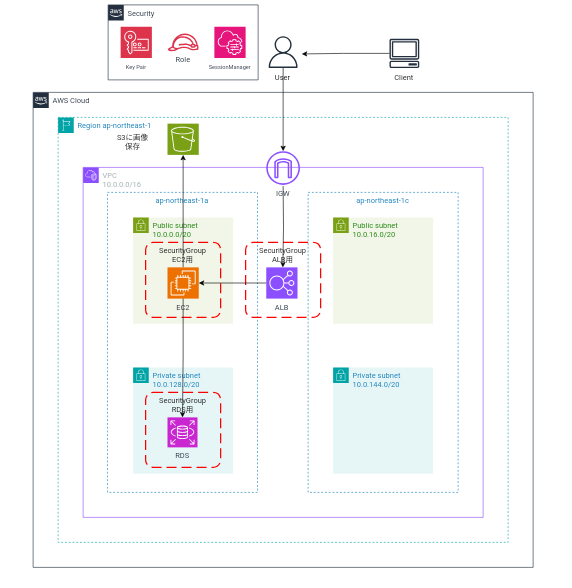 aws
Security
Key Pair
Role
SessionManager
User
Client
aws
AWS Cloud
Region ap-northeast-1
S3に画像
保存
VPC
10.0.0.0/16
IGW
ap-northeast-1a
ap-northeast-1c
Public subnet
10.0.0.0/20
Public subnet
10.0.16.0/20
SecurityGroup
EC2用
SecurityGroup
ALB用
EC2
ALB
Private subnet
10.0.128.0/20
Private subnet
10.0.144.0/20
SecurityGroup
RDS用
RDS